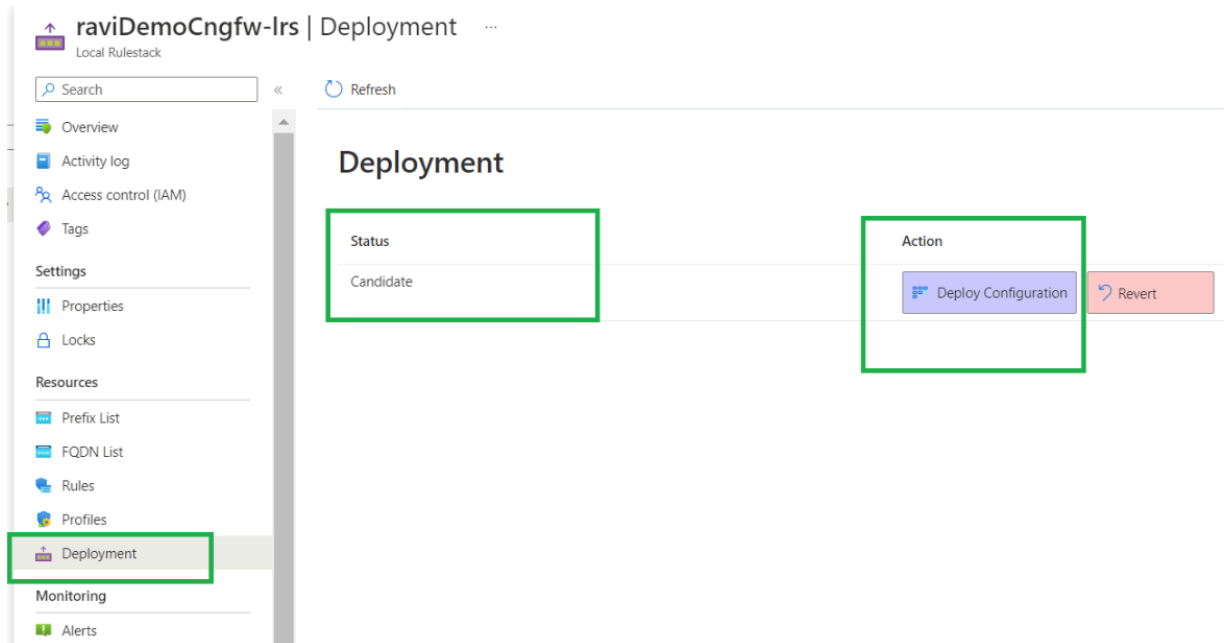 raviDemoCngfw-lrs | Deployment ...
Local Rulestack
Search
«
Refresh
Overview
Activity log
Access control (IAM)
Tags
Settings
Properties
Locks
Resources
Prefix List
FQDN List
Rules
Profiles
Deployment
Monitoring
Alerts
Deployment
Status
Action
Candidate
Deploy Configuration
Revert